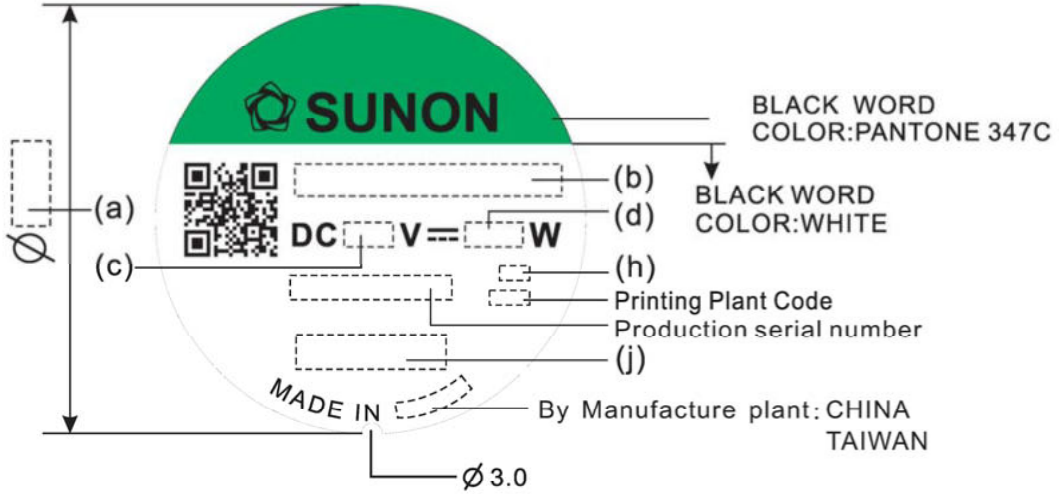 SUNON
BLACK WORD
COLOR:PANTONE 347C
(b)
BLACK WORD
COLOR:WHITE
(a)
(d)
DC V W
Ø
(c)
(h)
Printing Plant Code
Production serial number
(j)
MADE IN
By Manufacture plant: CHINA
TAIWAN
Ø 3.0